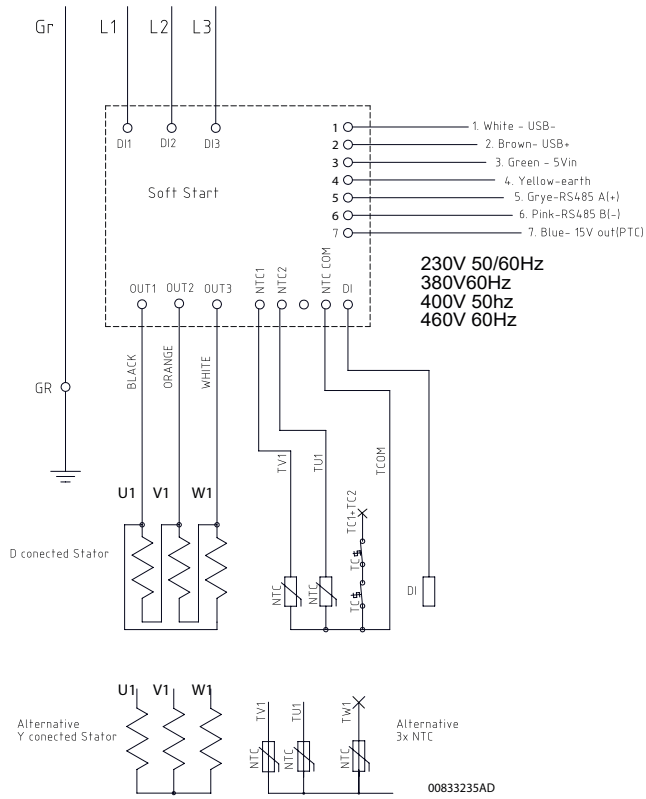 Gr L1 L2 L3
DI1 DI2 DI3
Soft Start
1 1. White - USB-
2 2. Brown- USB+
3 3. Green - 5Vin
4 4. Yellow-earth
5 5. Grye-RS485 A(+)
6 6. Pink-RS485 B(-)
7 7. Blue- 15V out(PTC)
230V 50/60Hz
380V60Hz
400V 50hz
460V 60Hz
OUT1 OUT2 OUT3 NTC1 NTC2 NTC COM DI
BLACK ORANGE WHITE
GR
TV1 TU1 TCOM
U1 V1 W1
TC1+TC2
D conected Stator
NTC NTC TC TC DI
U1 V1 W1
TV1 TU1 TW1
Alternative
Y conected Stator
NTC NTC NTC
Alternative
3x NTC
00833235AD